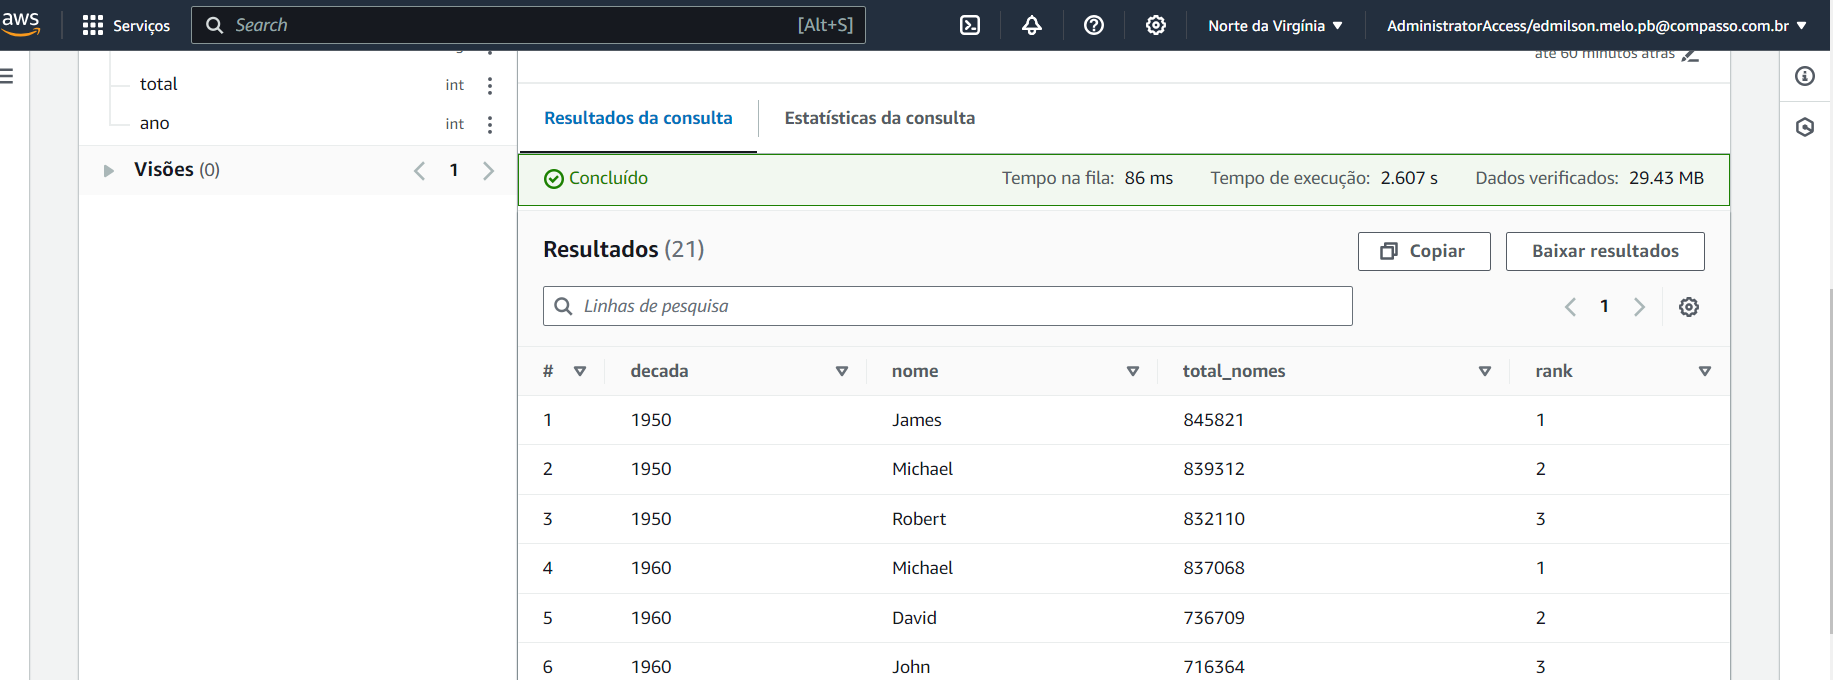 aws Serviços Search [Alt+S] Norte da Virgínia AdministratorAccess/edmilson.melo.pb@compasso.com.br
até 60 minutos atrás
total int
ano int
Visões (0) 1
Resultados da consulta Estatísticas da consulta
Concluído Tempo na fila: 86 ms Tempo de execução: 2.607 s Dados verificados: 29.43 MB
Resultados (21) Copiar Baixar resultados
Linhas de pesquisa 1
# decada nome total_nomes rank
1 1950 James 845821 1
2 1950 Michael 839312 2
3 1950 Robert 832110 3
4 1960 Michael 837068 1
5 1960 David 736709 2
6 1960 John 716364 3